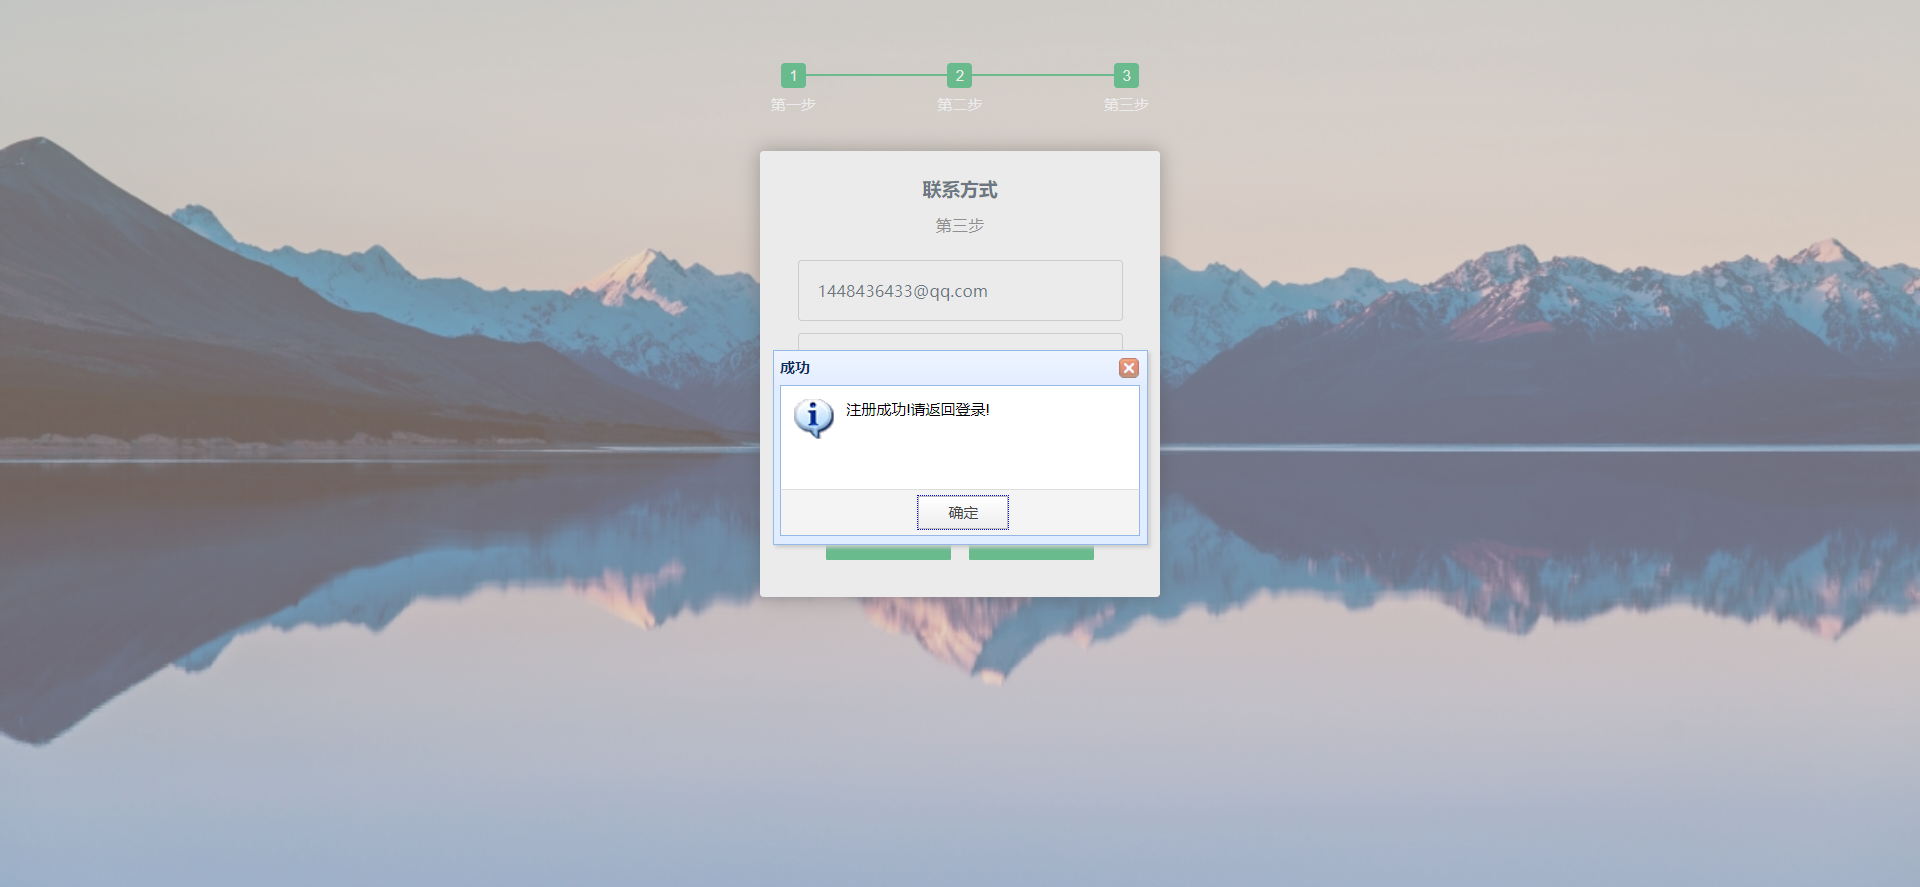 1 2 3
第一步 第二步 第三步
联系方式
第三步
1448436433@qq.com
成功
注册成功!请返回登录!
确定